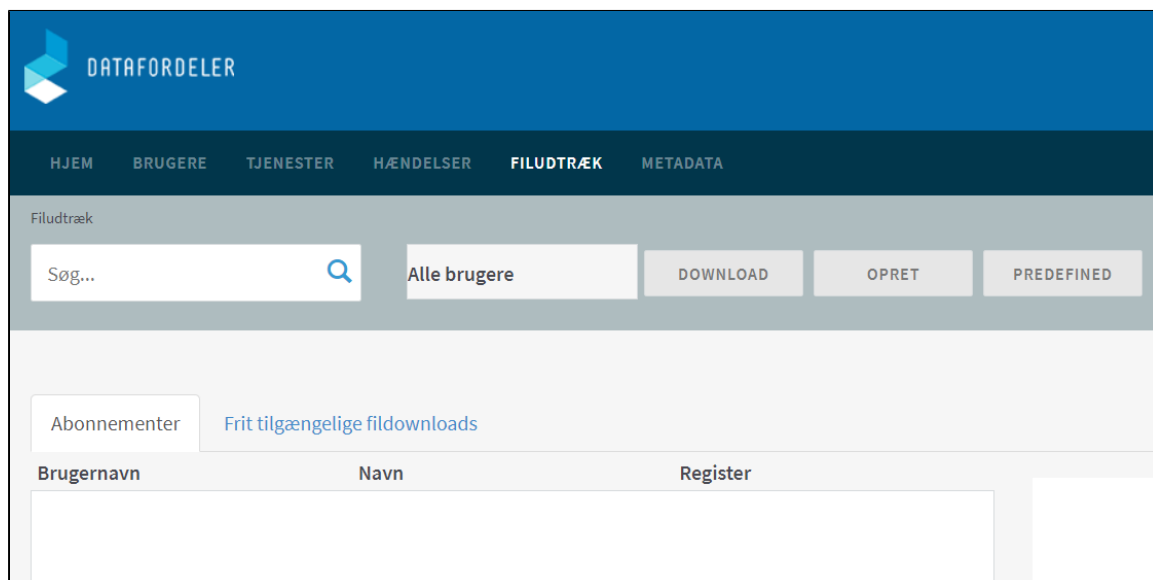 DATAFORDELER
HJEM BRUGERE TJENESTER HÆNDELSER FILUDTRÆK METADATA
Filudtræk
Søg... Alle brugere DOWNLOAD OPRET PREDEFINED
Abonnementer Frit tilgængelige fildownloads
Brugernavn Navn Register